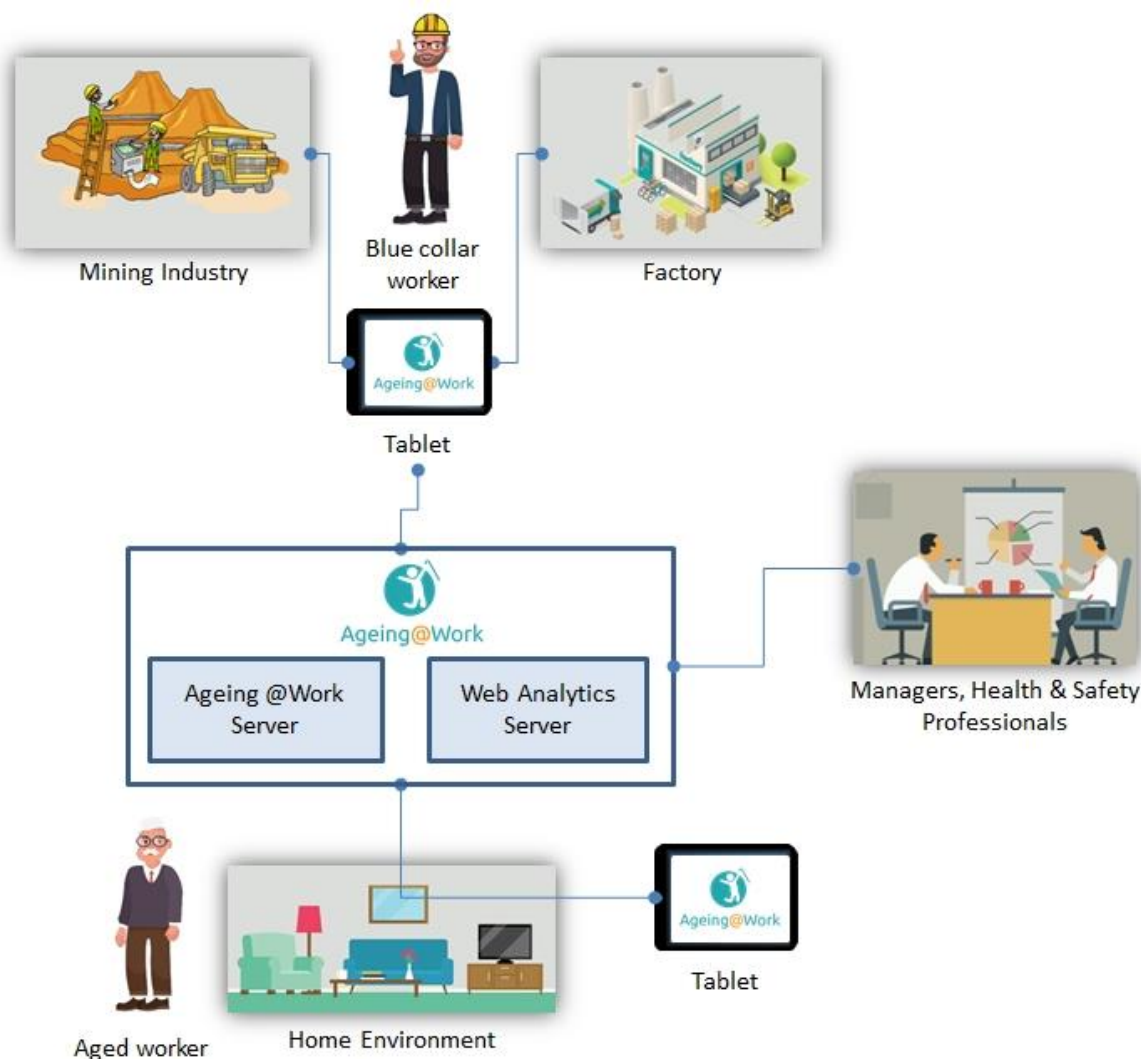 Mining Industry
Blue collar
worker
Factory
Ageing@Work
Tablet
Ageing@Work
Ageing @Work
Server
Web Analytics
Server
Managers, Health & Safety
Professionals
Ageing@Work
Tablet
Aged worker
Home Environment